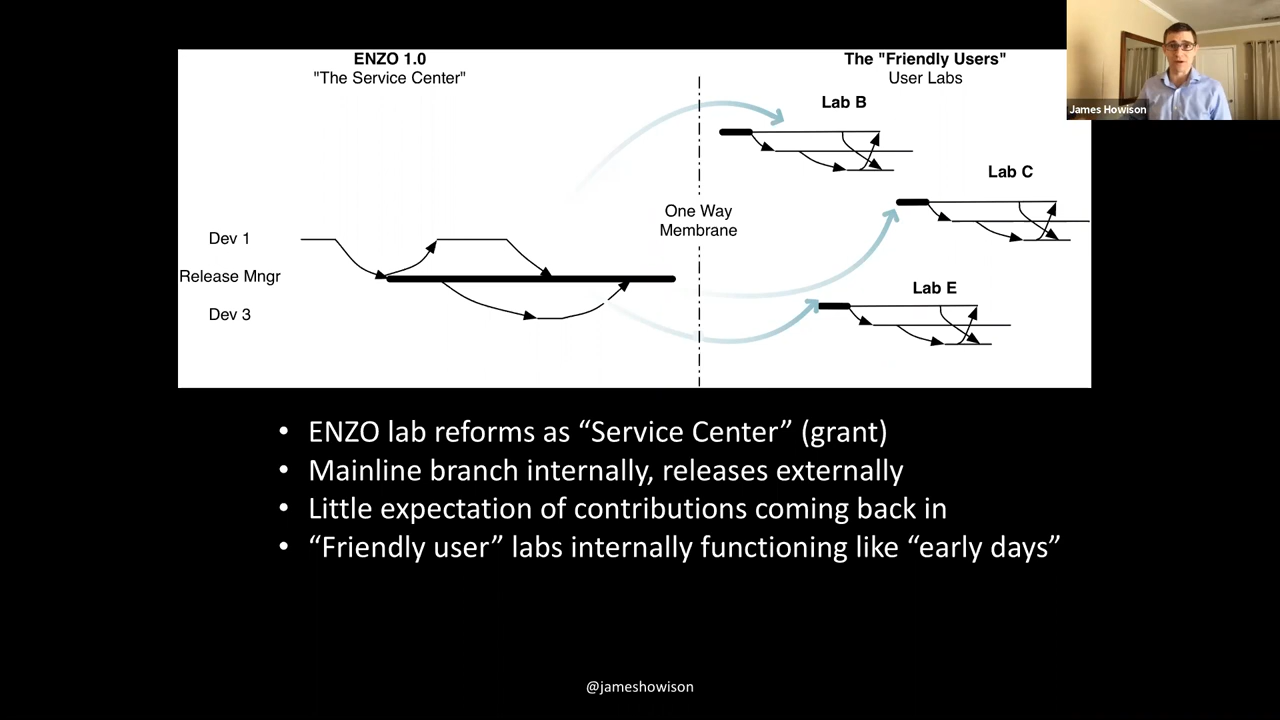 ENZO 1.0
"The Service Center"
The "Friendly Users"
User Labs
James Howison
Lab B
Lab C
One Way
Membrane
Dev 1
Release Mngr
Dev 3
Lab E
• ENZO lab reforms as “Service Center” (grant)
• Mainline branch internally, releases externally
• Little expectation of contributions coming back in
• “Friendly user” labs internally functioning like “early days”
@jameshowison